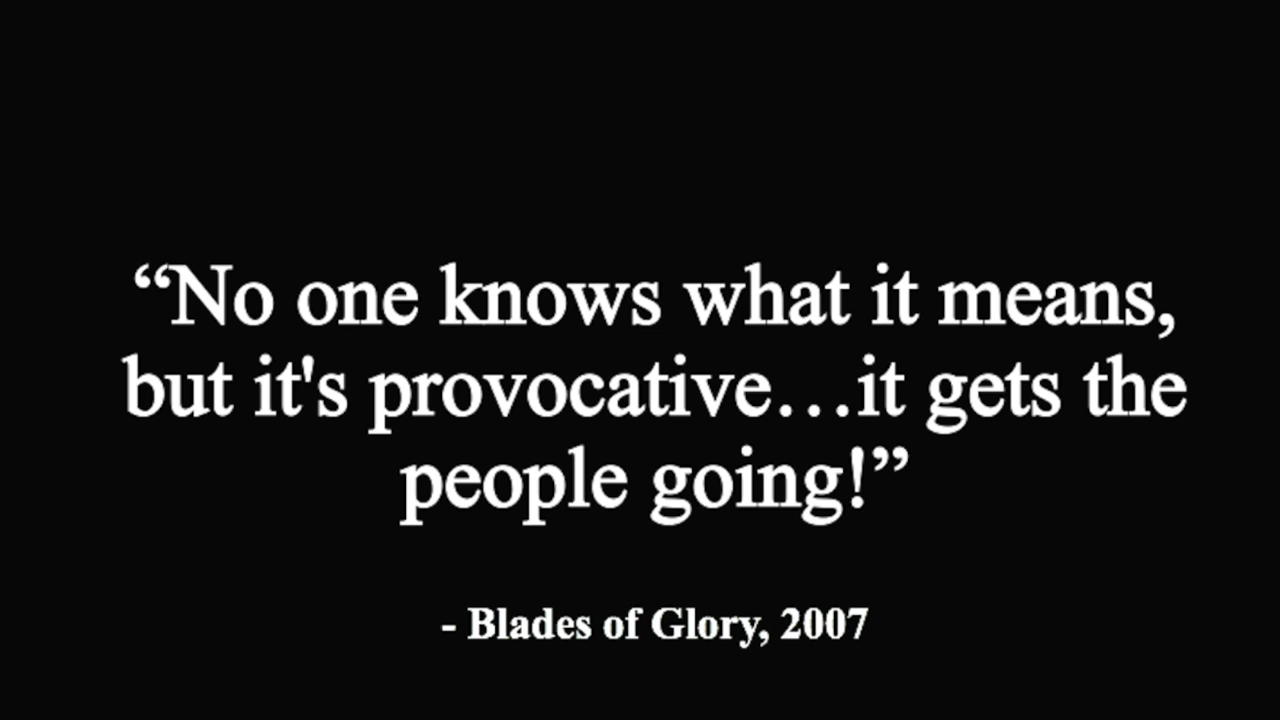 “No one knows what it means,
but it's provocative…it gets the
people going!”
- Blades of Glory, 2007